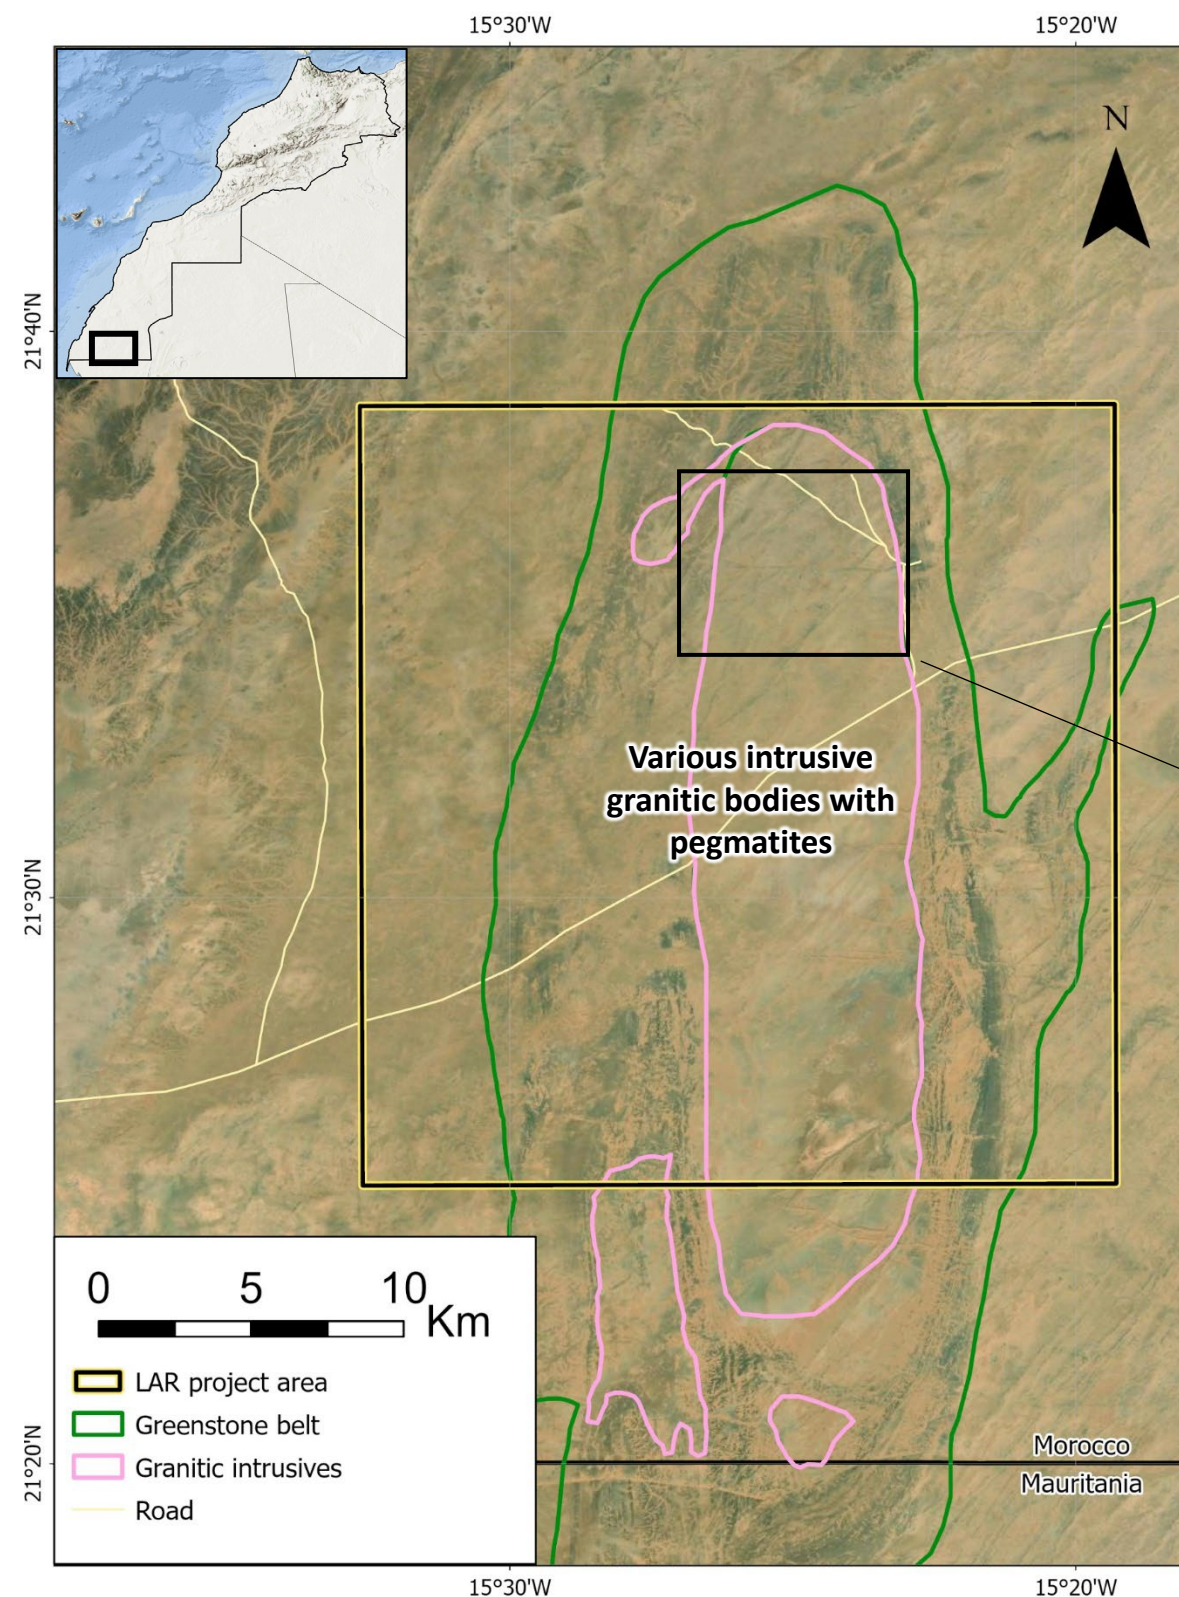 15°30'W
15°20'W
N
21°40'N
Various intrusive
granitic bodies with
pegmatites
21°30'N
0 5 10 Km
LAR project area
Greenstone belt
Granitic intrusives
Road
21°20'N
Morocco
Mauritania
15°30'W
15°20'W